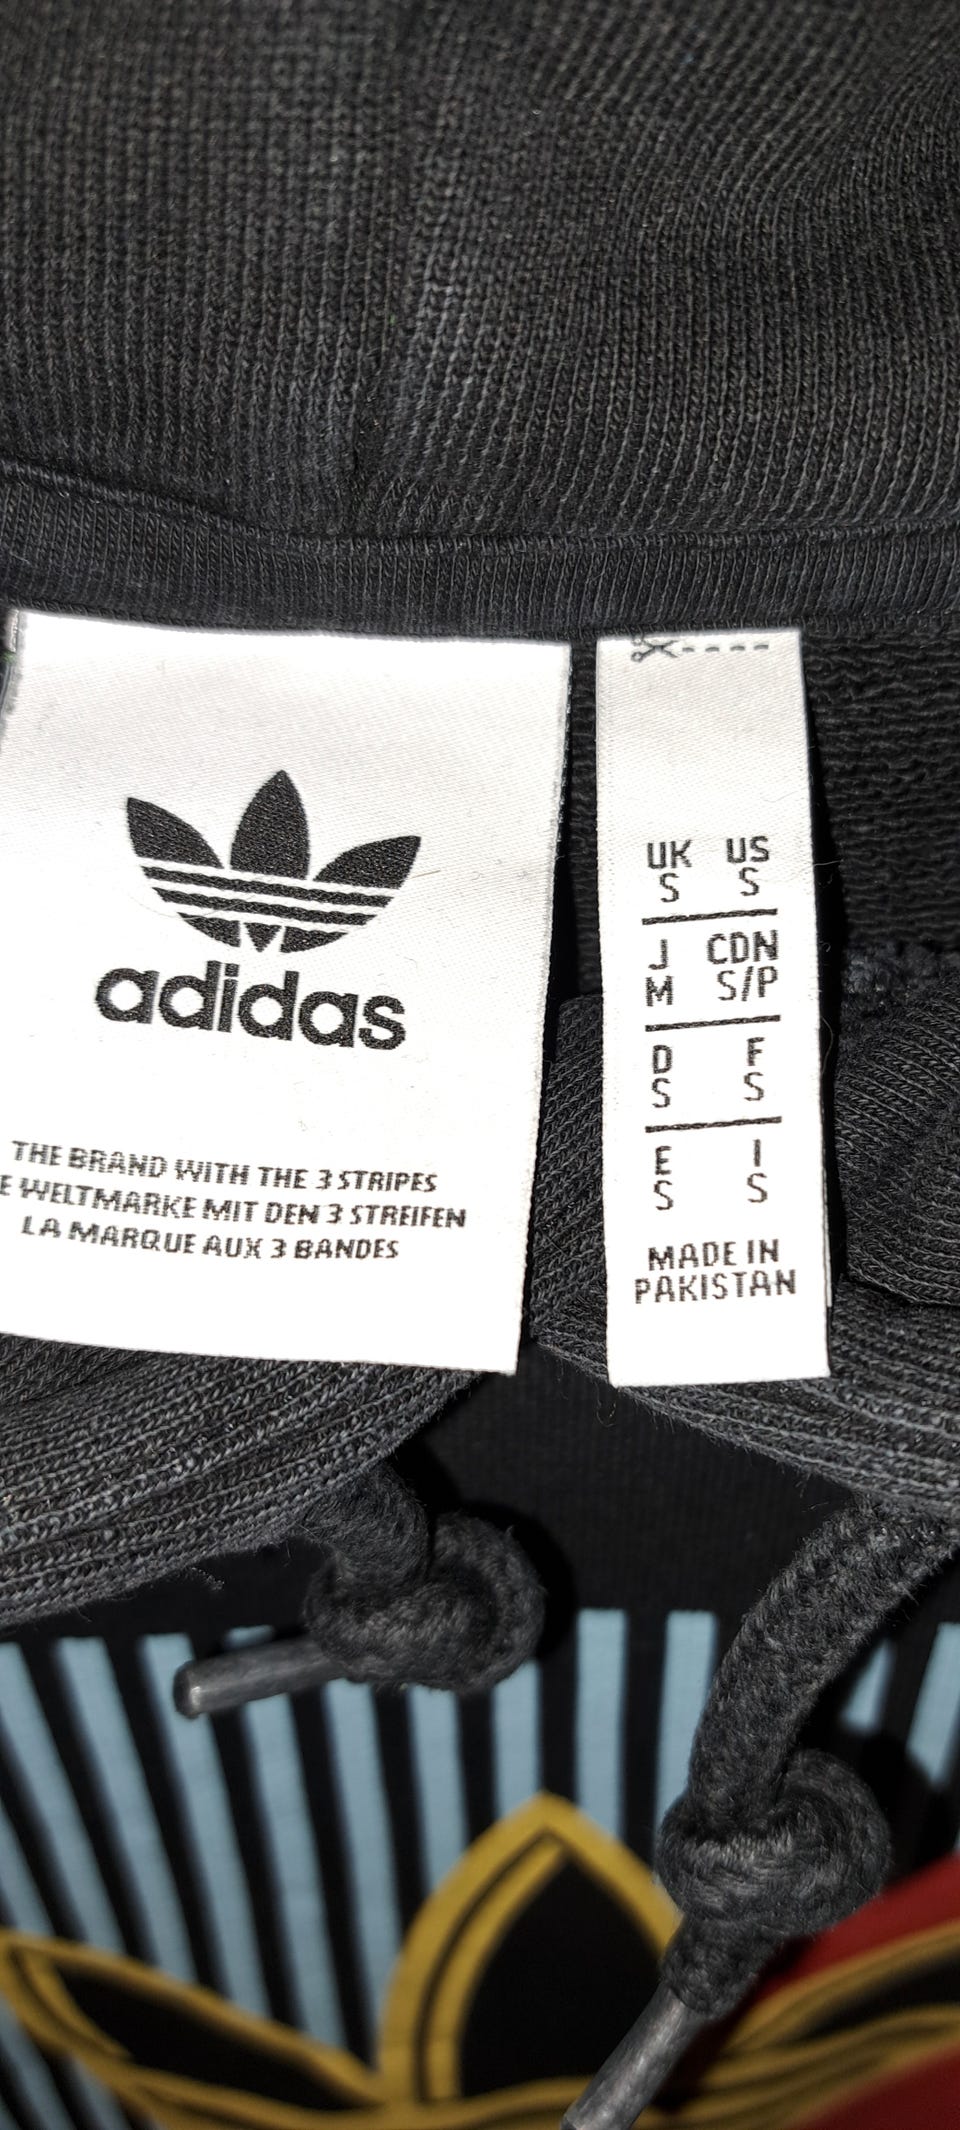 adidas
THE BRAND WITH THE 3 STRIPES
E WELTMARKE MIT DEN 3 STREIFEN
LA MARQUE AUX 3 BANDES
UK US
S S
J CDN
M S/P
D F
S S
E I
S S
MADE IN
PAKISTAN